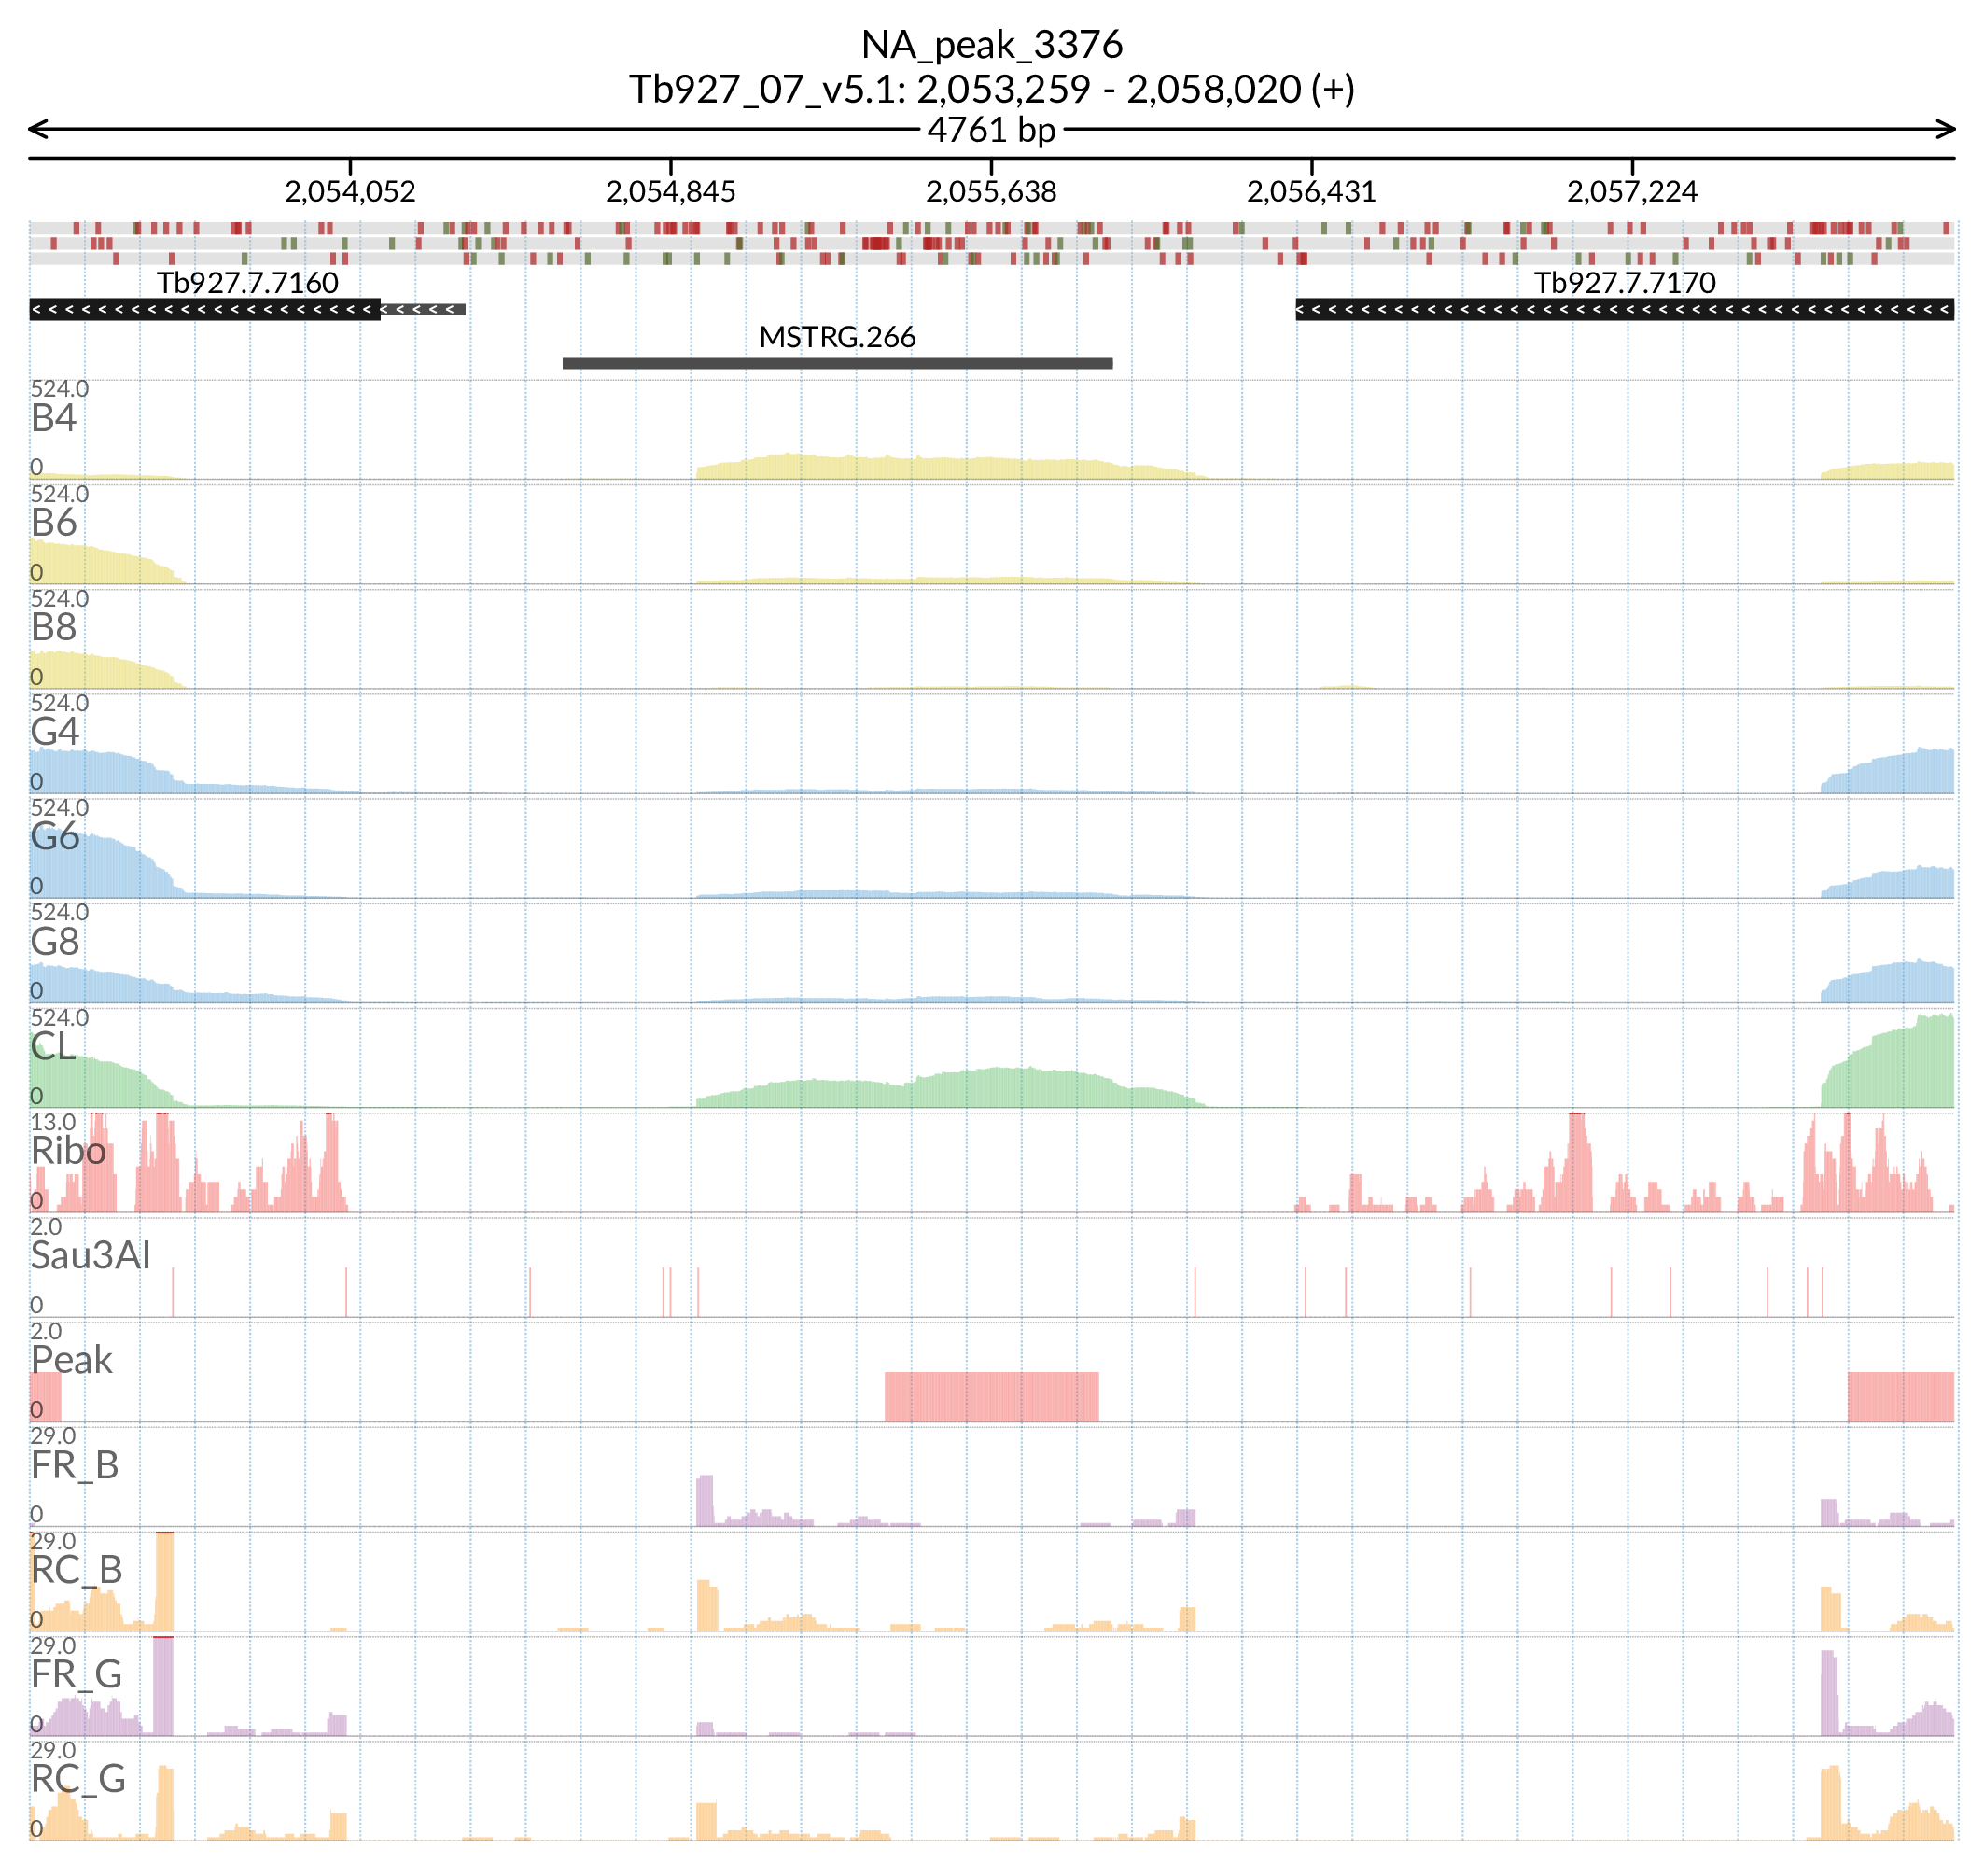 NA_peak_3376
Tb927_07_v5.1: 2,053,259 - 2,058,020 (+)
4761 bp
2,054,052 2,054,845 2,055,638 2,056,431 2,057,224
Tb927.7.7160 Tb927.7.7170
MSTRG.266
524.0
B4
0
524.0
B6
0
524.0
B8
0
524.0
G4
0
524.0
G6
0
524.0
G8
0
524.0
CL
0
13.0
Ribo
0
2.0
Sau3AI
0
2.0
Peak
0
29.0
FR_B
0
29.0
RC_B
0
29.0
FR_G
0
29.0
RC_G
0